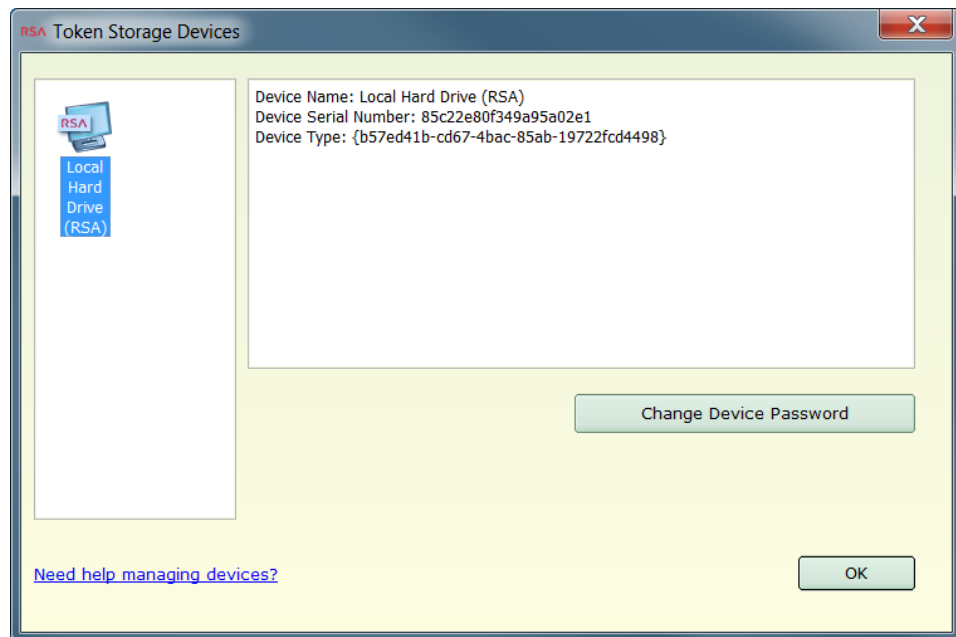 RSA Token Storage Devices
RSA
Local
Hard
Drive
(RSA)
Device Name: Local Hard Drive (RSA)
Device Serial Number: 85c22e80f349a95a02e1
Device Type: {b57ed41b-cd67-4bac-85ab-19722fcd4498}
Change Device Password
Need help managing devices?
OK